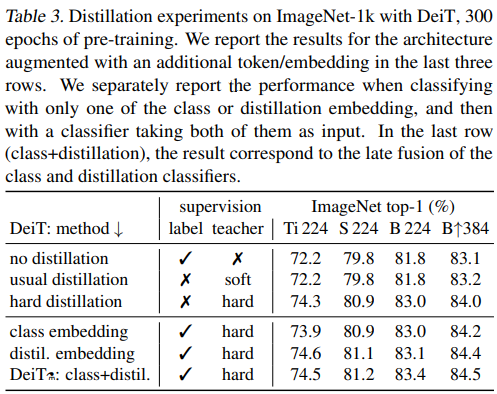 Table 3. Distillation experiments on ImageNet-1k with DeiT, 300
epochs of pre-training. We report the results for the architecture
augmented with an additional token/embedding in the last three
rows. We separately report the performance when classifying
with only one of the class or distillation embedding, and then
with a classifier taking both of them as input. In the last row
(class+distillation), the result correspond to the late fusion of the
class and distillation classifiers.
supervision ImageNet top-1 (%)
DeiT: method ↓ label teacher Ti 224 S 224 B 224 B↑384
no distillation ✓ ✗ 72.2 79.8 81.8 83.1
usual distillation ✗ soft 72.2 79.8 81.8 83.2
hard distillation ✗ hard 74.3 80.9 83.0 84.0
class embedding ✓ hard 73.9 80.9 83.0 84.2
distil. embedding ✓ hard 74.6 81.1 83.1 84.4
DeiT⚗: class+distil. ✓ hard 74.5 81.2 83.4 84.5